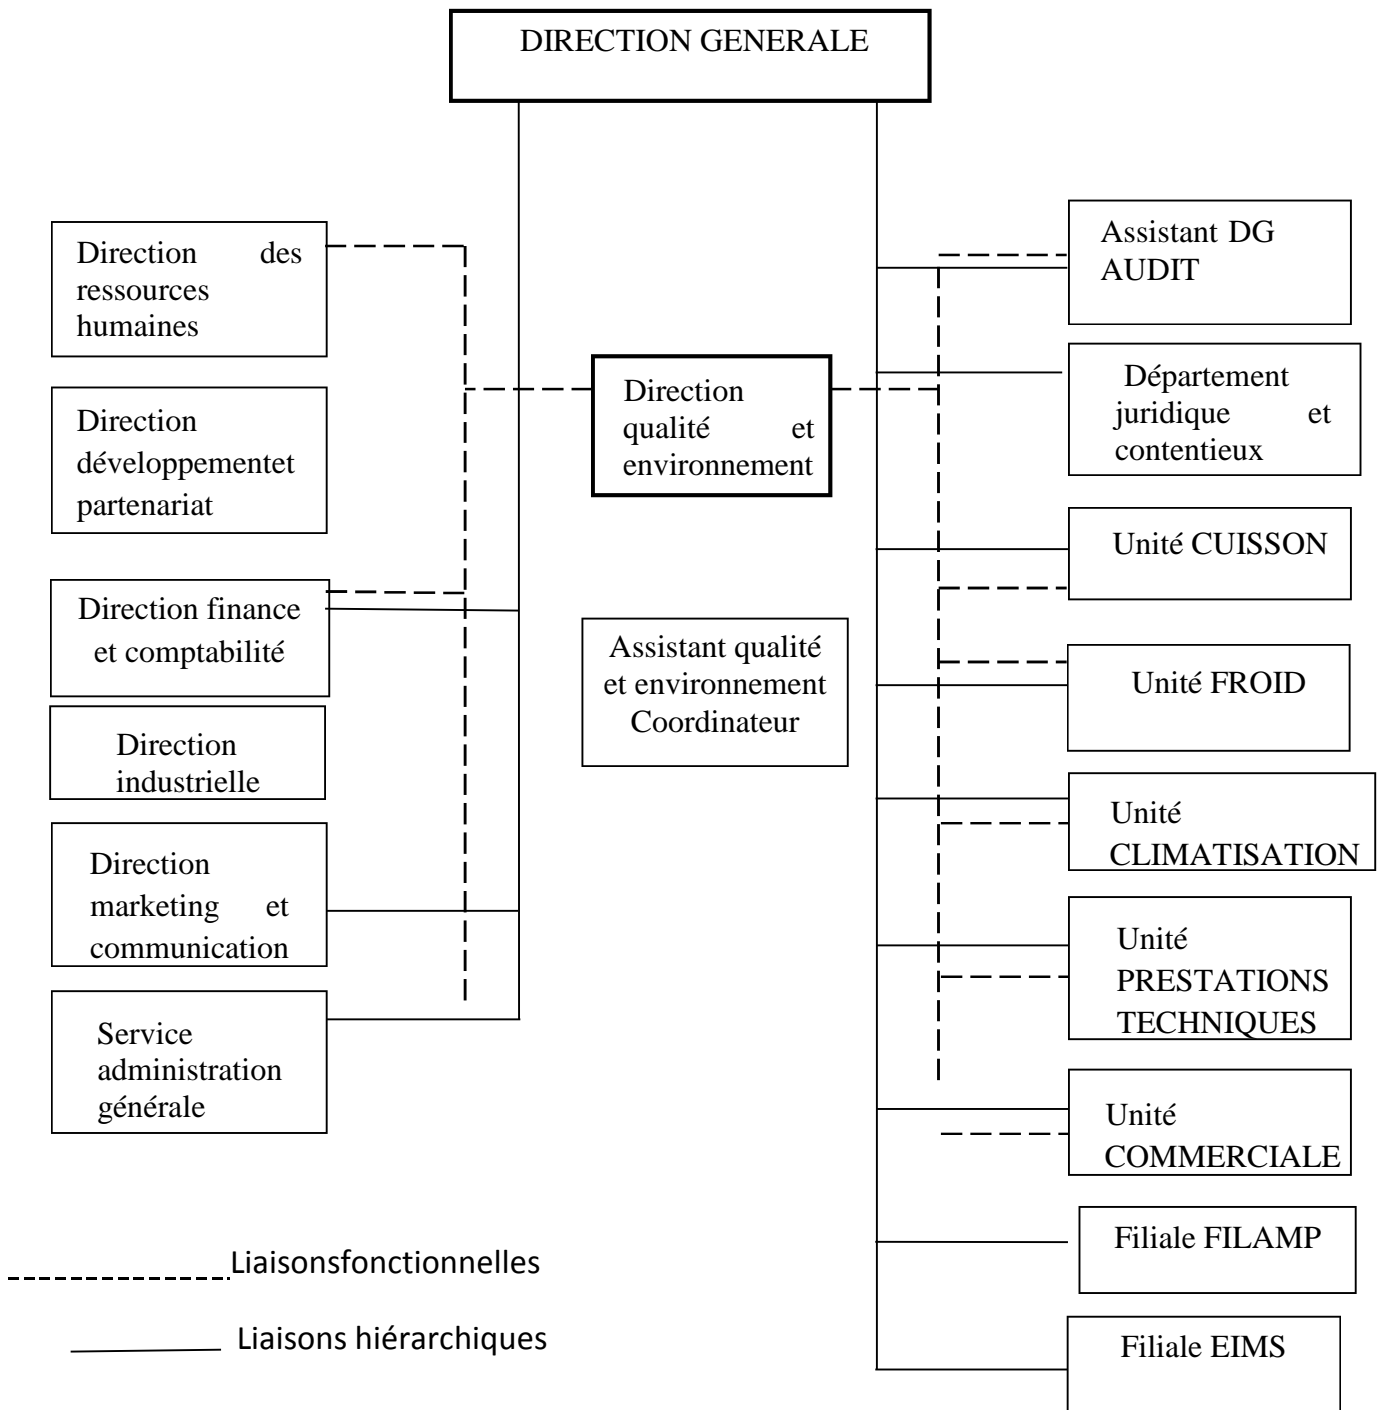 DIRECTION GENERALE
Direction des
ressources
humaines
Direction
développementet
partenariat
Direction finance
et comptabilité
Direction
industrielle
Direction
marketing et
communication
Service
administration
générale
Direction
qualité et
environnement
Assistant qualité
et environnement
Coordinateur
Assistant DG
AUDIT
Département
juridique et
contentieux
Unité CUISSON
Unité FROID
Unité
CLIMATISATION
Unité
PRESTATIONS
TECHNIQUES
Unité
COMMERCIALE
Filiale FILAMP
Filiale EIMS
Liaisonsfonctionnelles
Liaisons hiérarchiques